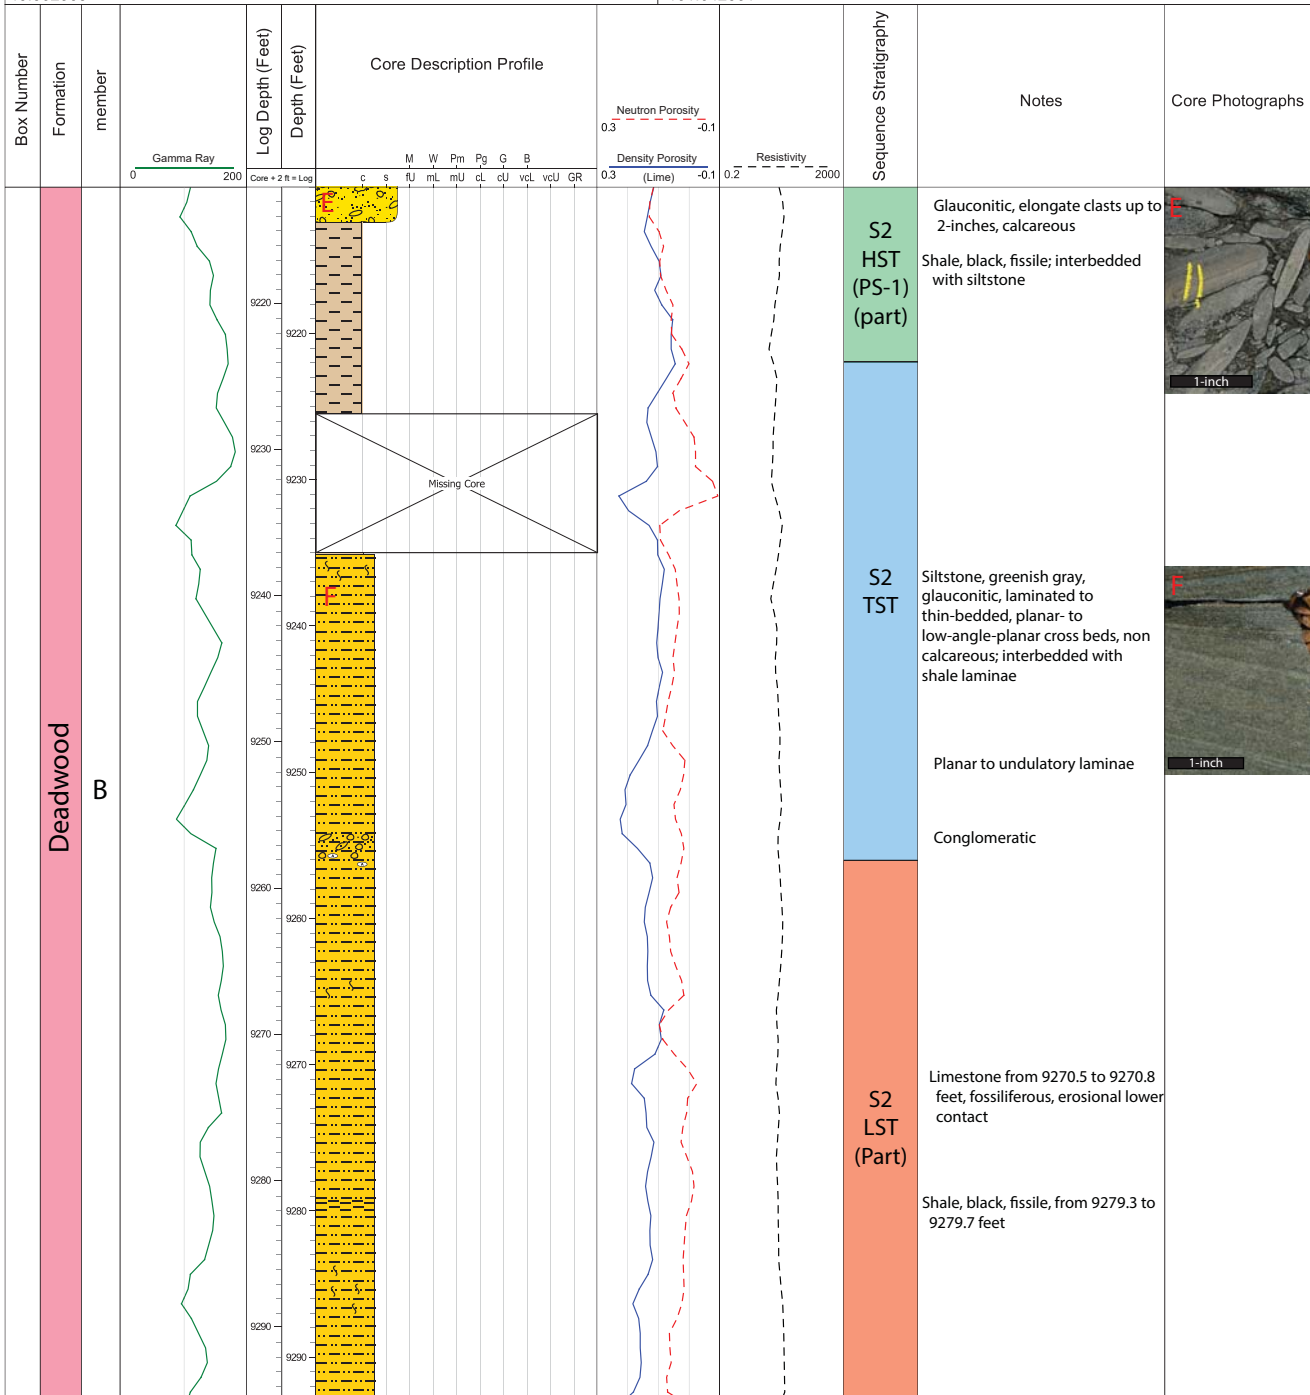 Box Number
Formation
member
Gamma Ray
0 200
Log Depth (Feet)
Depth (Feet)
Core + 2 ft = Log
Core Description Profile
M W Pm Pg G B
c s fU mL mU cL cU vcL vcU GR
Neutron Porosity
0.3 -0.1
Density Porosity
0.3 -0.1
(Lime)
Resistivity
0.2 2000
Sequence Stratigraphy
Notes
Core Photographs
Deadwood
B
9220
9230
9240
9250
9260
9270
9280
9290
9220
9230
9240
9250
9260
9270
9280
9290
E
Missing Core
F
S2
HST
(PS-1)
(part)
S2
TST
S2
LST
(Part)
Glauconitic, elongate clasts up to
2-inches, calcareous
Shale, black, fissile; interbedded
with siltstone
Siltstone, greenish gray,
glauconitic, laminated to
thin-bedded, planar- to
low-angle-planar cross beds, non
calcareous; interbedded with
shale laminae
Planar to undulatory laminae
Conglomeratic
Limestone from 9270.5 to 9270.8
feet, fossiliferous, erosional lower
contact
Shale, black, fissile, from 9279.3 to
9279.7 feet
E
1-inch
F
1-inch